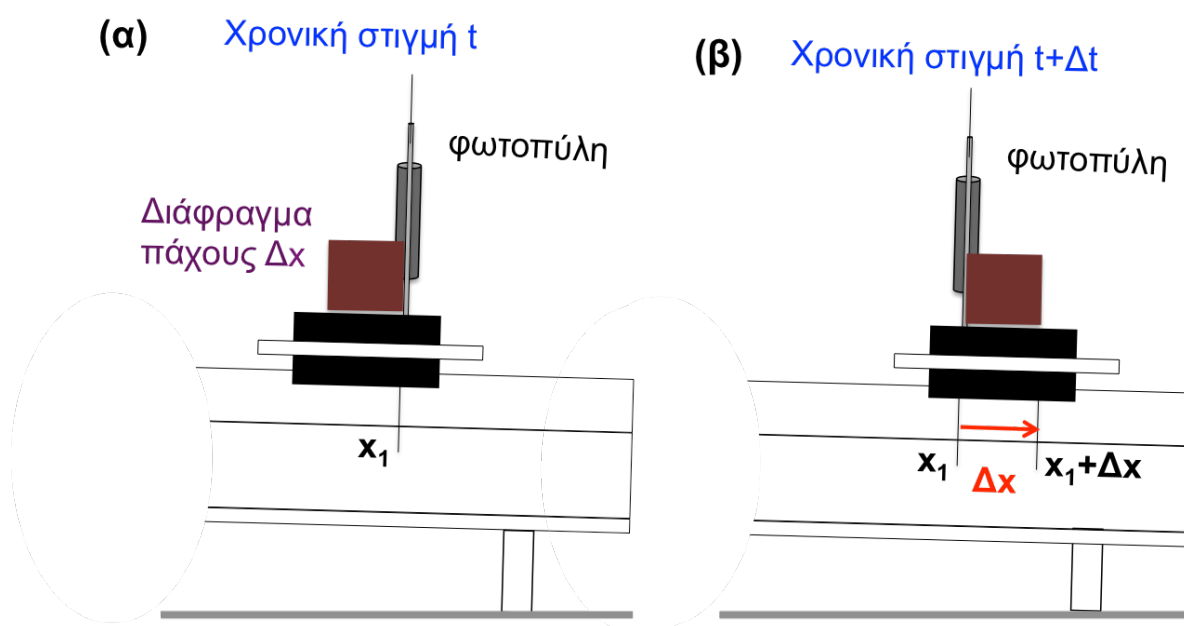 (α)
Χρονική στιγμή t
φωτοπύλη
Διάφραγμα
πάχους Δx
x1
(β)
Χρονική στιγμή t+Δt
φωτοπύλη
x1
Δx
x1+Δx